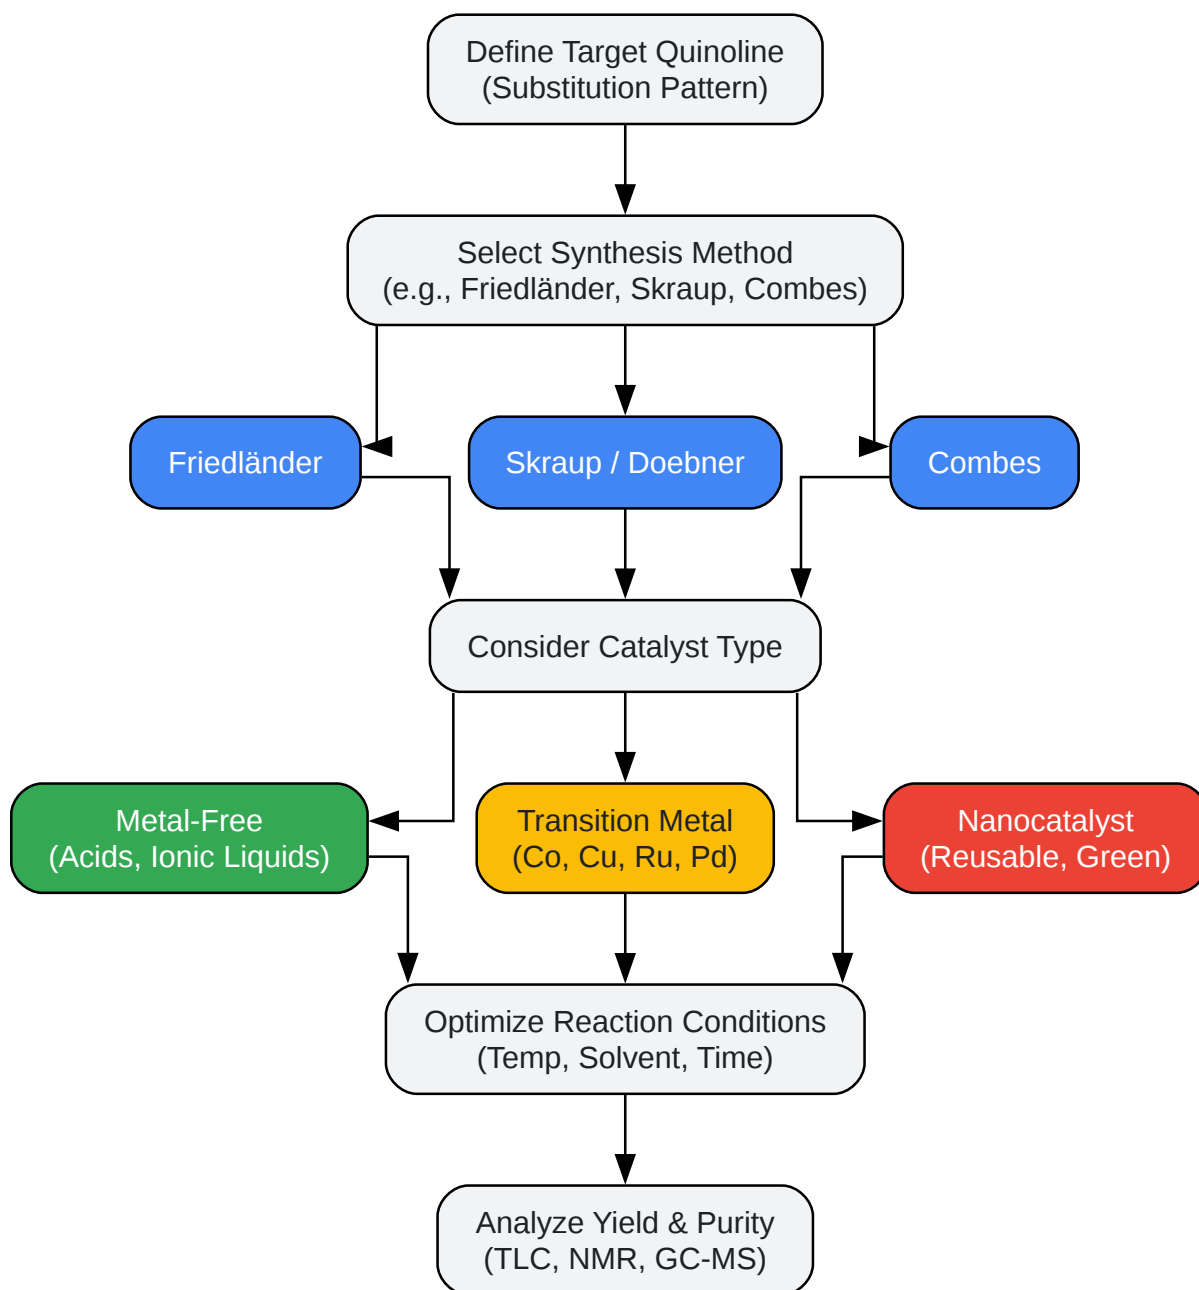 Define Target Quinoline
(Substitution Pattern)
Select Synthesis Method
(e.g., Friedländer, Skraup, Combes)
Friedländer
Skraup / Doebner
Combes
Consider Catalyst Type
Metal-Free
(Acids, Ionic Liquids)
Transition Metal
(Co, Cu, Ru, Pd)
Nanocatalyst
(Reusable, Green)
Optimize Reaction Conditions
(Temp, Solvent, Time)
Analyze Yield & Purity
(TLC, NMR, GC-MS)